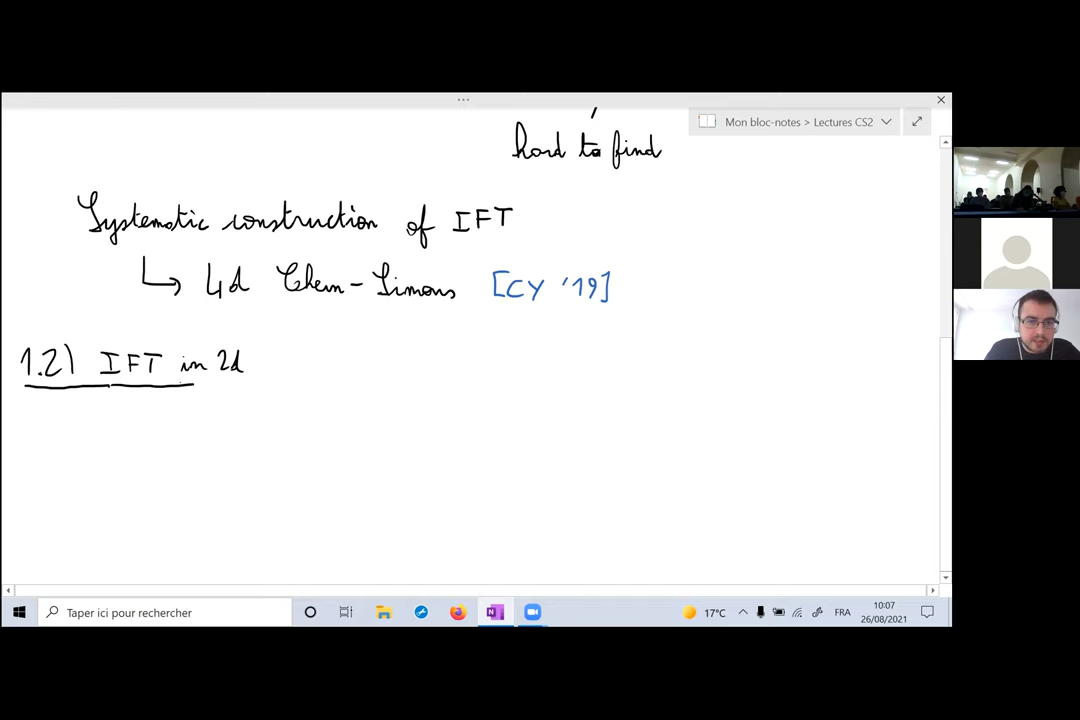 Mon bloc-notes > Lectures CS2
hard to find
Systematic construction of IFT
4d Chern-Simons [CY '19]
1.2) IFT in 2d
Taper ici pour rechercher
17°C
FRA
10:07
26/08/2021